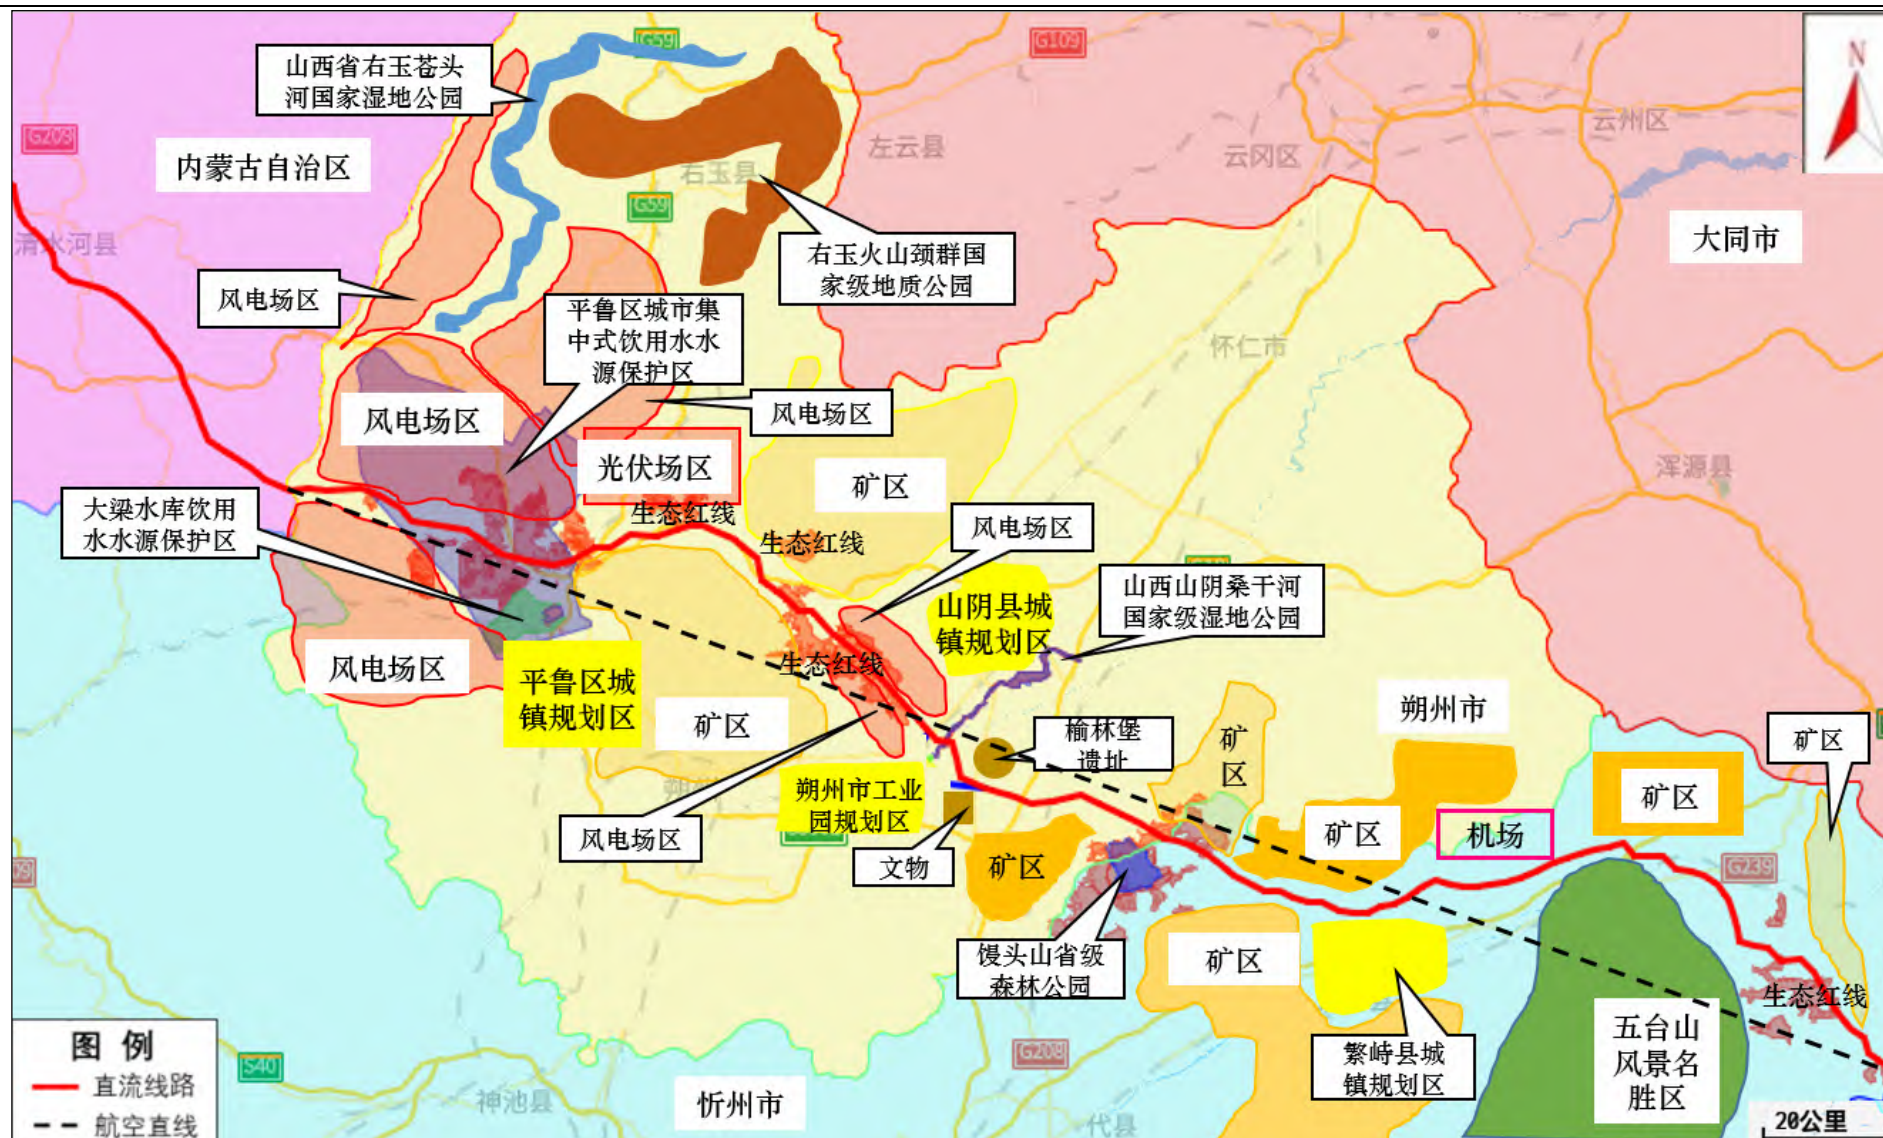 山西省右玉苍头
河国家湿地公园
G59
G109
G209
内蒙古自治区
右玉县
左云县
云冈区
云州区
N
G59
清水河县
大同市
右玉火山颈群国
家级地质公园
风电场区
平鲁区城市集
中式饮用水水
源保护区
怀仁市
风电场区
风电场区
光伏场区
矿区
浑源县
生态红线
大梁水库饮用
水水源保护区
风电场区
生态红线
山西山阴桑干河
国家级湿地公园
山阴县城
镇规划区
生态红线
风电场区
平鲁区城
镇规划区
矿区
朔州市
榆林堡
遗址
矿
区
矿区
矿区
朔州市工业
园规划区
风电场区
文物
矿区
矿区
机场
G239
馒头山省级
森林公园
矿区
生态红线
五台山
风景名
胜区
繁峙县城
镇规划区
G208
图 例
直流线路
航空直线
S40
神池县
忻州市
代县
20公里